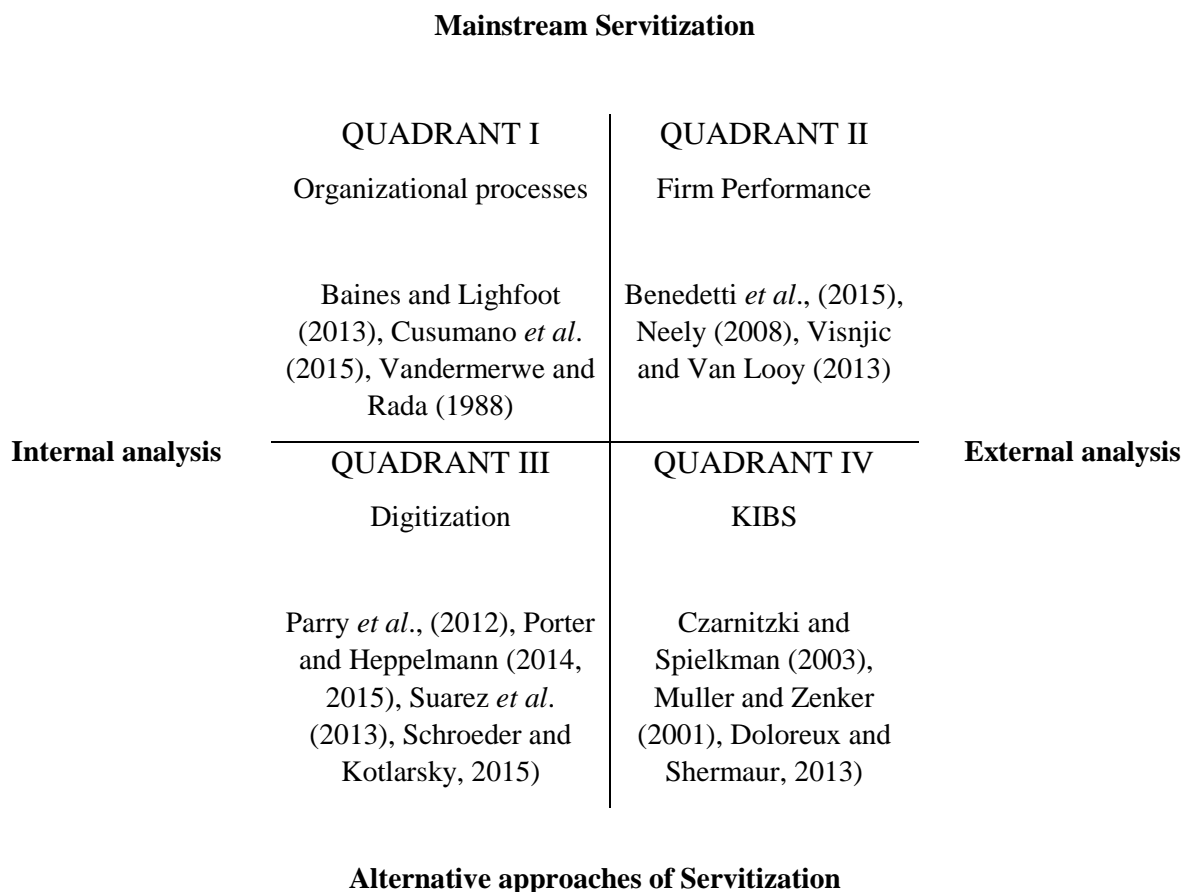 Mainstream Servitization
QUADRANT I
Organizational processes
Baines and Lighfoot
(2013), Cusumano et al.
(2015), Vandermerwe and
Rada (1988)
QUADRANT II
Firm Performance
Benedetti et al., (2015),
Neely (2008), Visnjic
and Van Looy (2013)
Internal analysis
External analysis
QUADRANT III
Digitization
Parry et al., (2012), Porter
and Heppelmann (2014,
2015), Suarez et al.
(2013), Schroeder and
Kotlarsky, 2015)
QUADRANT IV
KIBS
Czarnitzki and
Spielkman (2003),
Muller and Zenker
(2001), Doloreux and
Shermaur, 2013)
Alternative approaches of Servitization